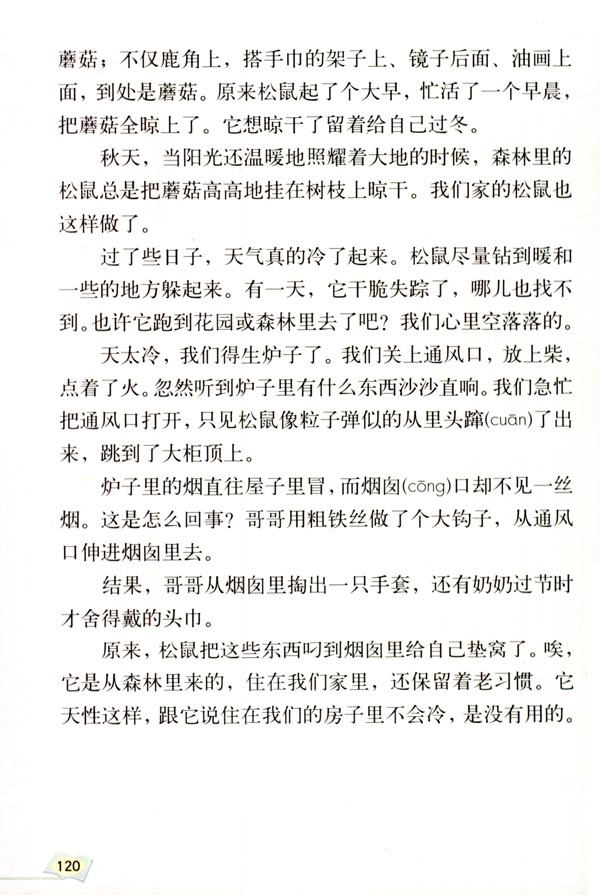 蘑菇；不仅鹿角上，搭手巾的架子上、镜子后面、油画上
面，到处是蘑菇。原来松鼠起了个大早，忙活了一个早晨，
把蘑菇全晾上了。它想晾干了留着给自己过冬。
秋天，当阳光还温暖地照耀着大地的时候，森林里的
松鼠总是把蘑菇高高地挂在树枝上晾干。我们家的松鼠也
这样做了。
过了些日子，天气真的冷了起来。松鼠尽量钻到暖和
一些的地方躲起来。有一天，它干脆失踪了，哪儿也找不
到。也许它跑到花园或森林里去了吧？我们心里空落落的。
天太冷，我们得生炉子了。我们关上通风口，放上柴，
点着了火。忽然听到炉子里有什么东西沙沙直响。我们急忙
把通风口打开，只见松鼠像粒子弹似的从里头蹿(cuān)了出
来，跳到了大柜顶上。
炉子里的烟直往屋子里冒，而烟囱(cōng)口却不见一丝
烟。这是怎么回事？哥哥用粗铁丝做了个大钩子，从通风
口伸进烟囱里去。
结果，哥哥从烟囱里掏出一只手套，还有奶奶过节时
才舍得戴的头巾。
原来，松鼠把这些东西叼到烟囱里给自己垫窝了。唉，
它是从森林里来的，住在我们家里，还保留着老习惯。它
天性这样，跟它说住在我们的房子里不会冷，是没有用的。
120